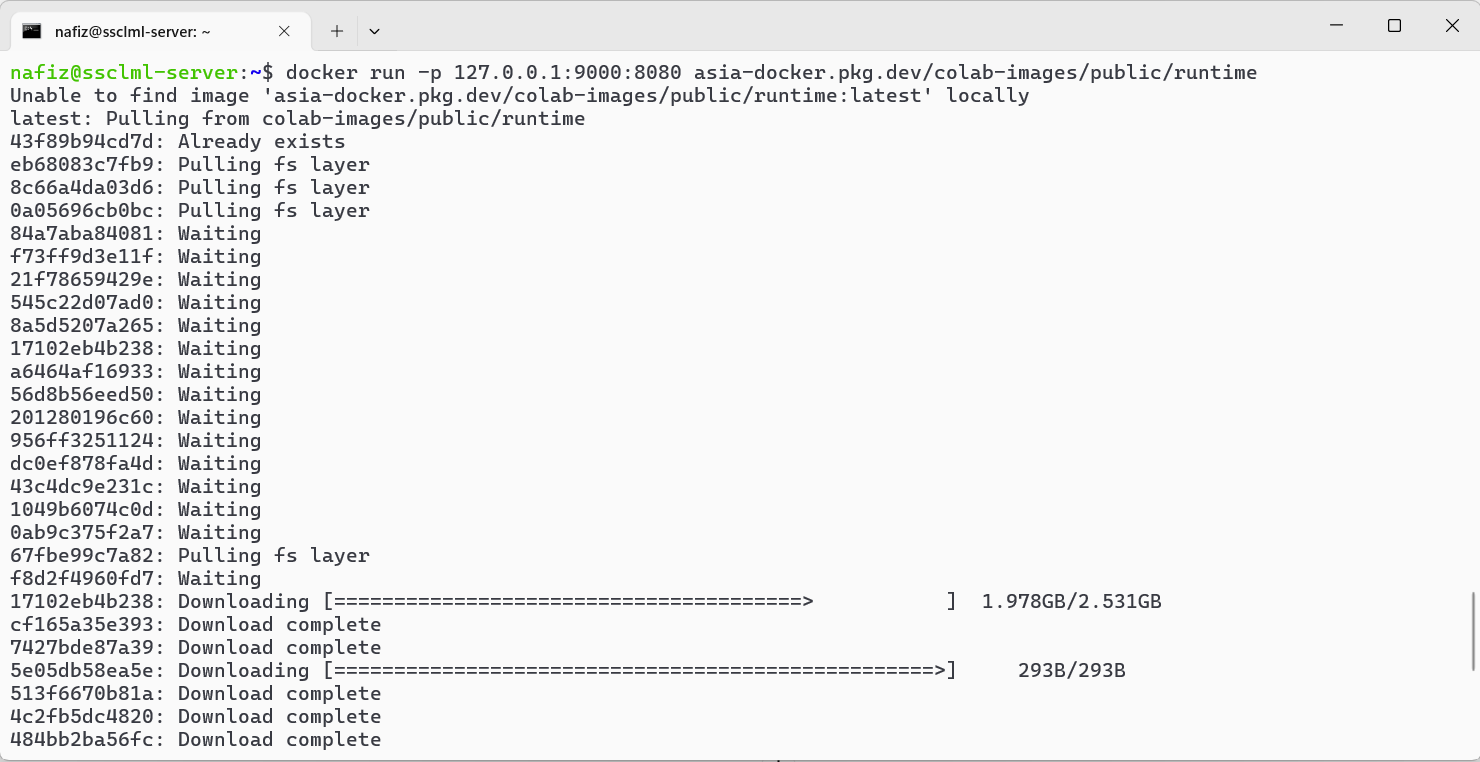 nafiz@ssclml-server: ~
nafiz@ssclml-server:~$ docker run -p 127.0.0.1:9000:8080 asia-docker.pkg.dev/colab-images/public/runtime
Unable to find image 'asia-docker.pkg.dev/colab-images/public/runtime:latest' locally
latest: Pulling from colab-images/public/runtime
43f89b94cd7d: Already exists
eb68083c7fb9: Pulling fs layer
8c66a4da03d6: Pulling fs layer
0a05696cb0bc: Pulling fs layer
84a7aba84081: Waiting
f73ff9d3e11f: Waiting
21f78659429e: Waiting
545c22d07ad0: Waiting
8a5d5207a265: Waiting
17102eb4b238: Waiting
a6464af16933: Waiting
56d8b56eed50: Waiting
201280196c60: Waiting
956ff3251124: Waiting
dc0ef878fa4d: Waiting
43c4dc9e231c: Waiting
1049b6074c0d: Waiting
0ab9c375f2a7: Waiting
67fbe99c7a82: Pulling fs layer
f8d2f4960fd7: Waiting
17102eb4b238: Downloading [=======================================>           ]  1.978GB/2.531GB
cf165a35e393: Download complete
7427bde87a39: Download complete
5e05db58ea5e: Downloading [==================================================>]     293B/293B
513f6670b81a: Download complete
4c2fb5dc4820: Download complete
484bb2ba56fc: Download complete